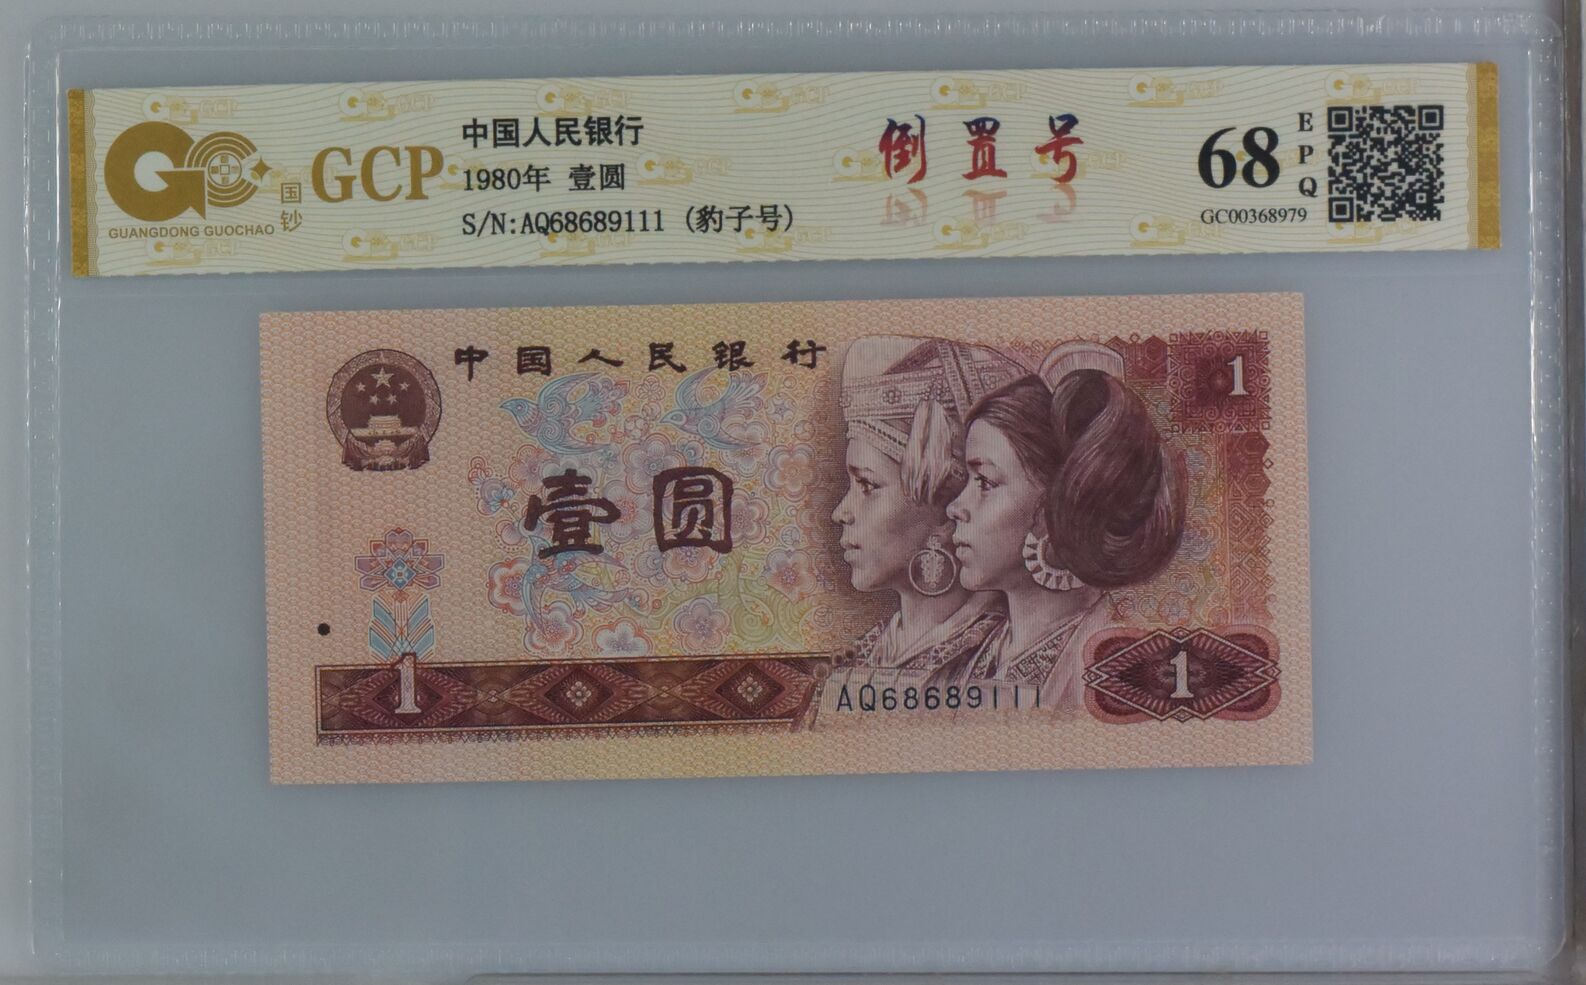 GUANGDONG GUOCHAO
国钞
GCP
中国人民银行
1980年 壹圆
S/N:AQ68689111 (豹子号)
倒置号
68
EPQ
GC00368979
中国人民银行
1
壹圆
1
AQ68689111
1